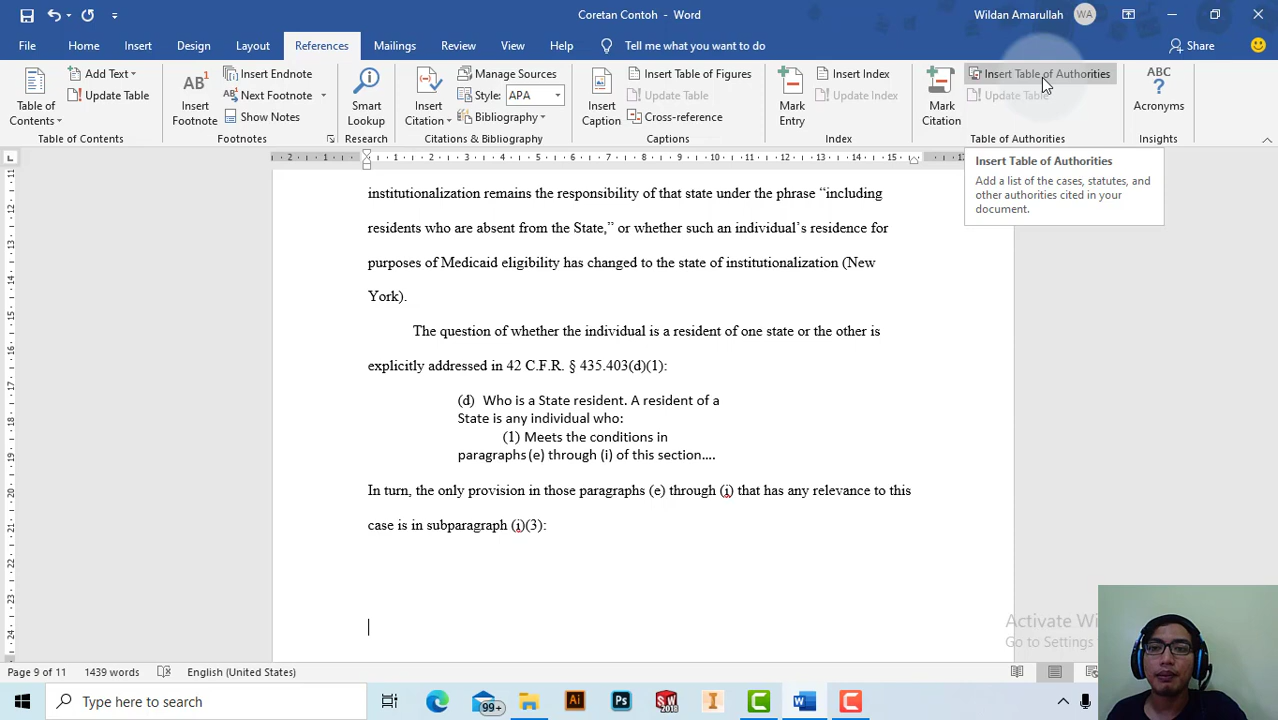 Coretan Contoh - Word
Wildan Amarullah
WA
File
Home
Insert
Design
Layout
References
Mailings
Review
View
Help
Tell me what you want to do
Share
Table of
Contents
Add Text
Update Table
Table of Contents
AB
Insert
Footnote
Insert Endnote
Next Footnote
Show Notes
Footnotes
Smart
Lookup
Research
Insert
Citation
Manage Sources
Style: APA
Bibliography
Citations & Bibliography
Insert
Caption
Insert Table of Figures
Update Table
Cross-reference
Captions
Mark
Entry
Insert Index
Update Index
Index
Mark
Citation
Insert Table of Authorities
Update Table
Table of Authorities
ABC
?
Acronyms
Insights
Insert Table of Authorities
Add a list of the cases, statutes, and
other authorities cited in your
document.
institutionalization remains the responsibility of that state under the phrase “including
residents who are absent from the State,” or whether such an individual’s residence for
purposes of Medicaid eligibility has changed to the state of institutionalization (New
York).
The question of whether the individual is a resident of one state or the other is
explicitly addressed in 42 C.F.R. § 435.403(d)(1):
(d) Who is a State resident. A resident of a
State is any individual who:
(1) Meets the conditions in
paragraphs (e) through (i) of this section….
In turn, the only provision in those paragraphs (e) through (i) that has any relevance to this
case is in subparagraph (i)(3):
Activate Wi
Go to Settings
Page 9 of 11
1439 words
English (United States)
Type here to search
99+
Ai
Ps
SW
2018
I
W
C
C